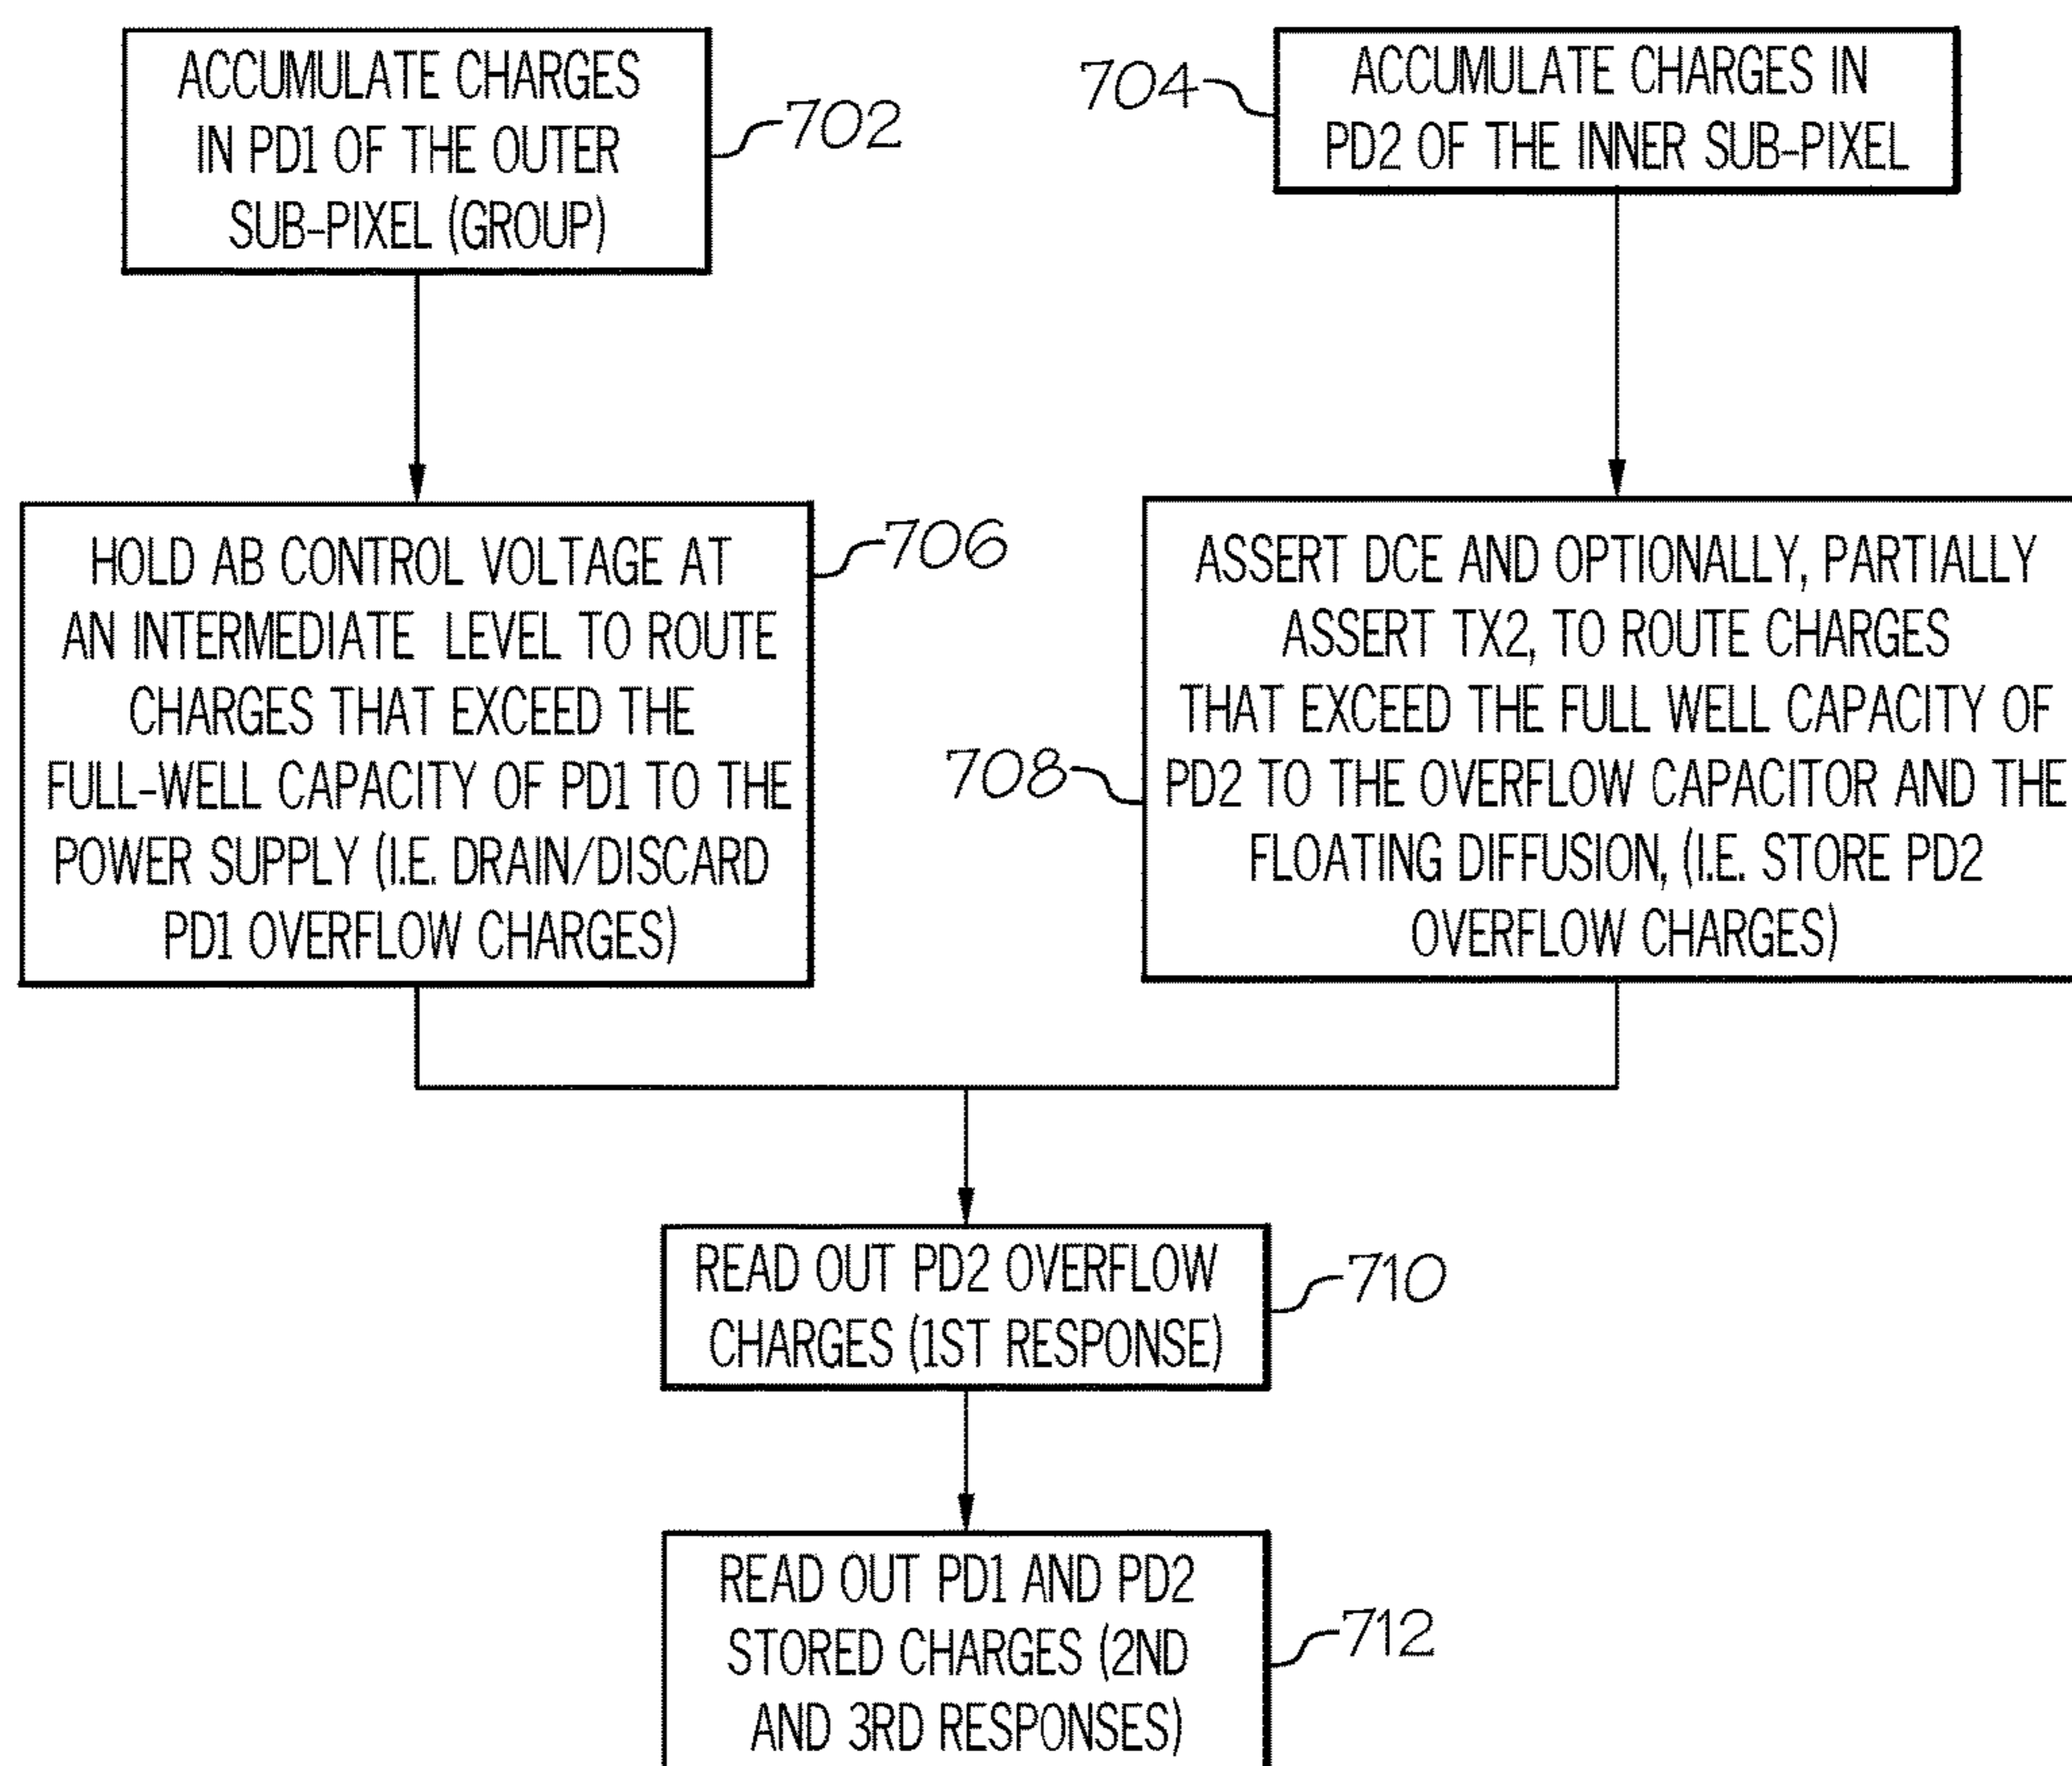 ACCUMULATE CHARGES
IN PD1 OF THE OUTER
SUB-PIXEL (GROUP)
702
704
ACCUMULATE CHARGES IN
PD2 OF THE INNER SUB-PIXEL
HOLD AB CONTROL VOLTAGE AT
AN INTERMEDIATE LEVEL TO ROUTE
CHARGES THAT EXCEED THE
FULL-WELL CAPACITY OF PD1 TO THE
POWER SUPPLY (I.E. DRAIN/DISCARD
PD1 OVERFLOW CHARGES)
706
708
ASSERT DCE AND OPTIONALLY, PARTIALLY
ASSERT TX2, TO ROUTE CHARGES
THAT EXCEED THE FULL WELL CAPACITY OF
PD2 TO THE OVERFLOW CAPACITOR AND THE
FLOATING DIFFUSION, (I.E. STORE PD2
OVERFLOW CHARGES)
READ OUT PD2 OVERFLOW
CHARGES (1ST RESPONSE)
710
READ OUT PD1 AND PD2
STORED CHARGES (2ND
AND 3RD RESPONSES)
712